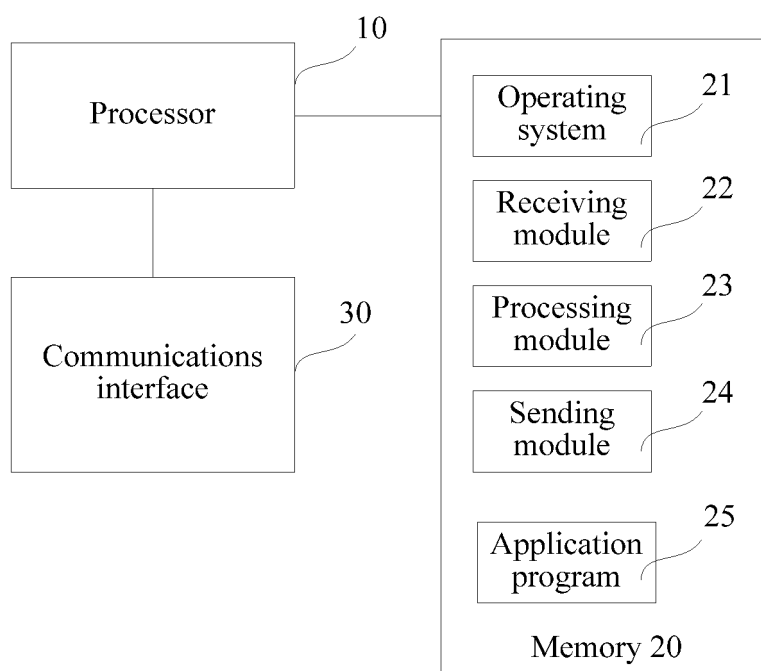 10
Processor
30
Communications
interface
21
Operating
system
22
Receiving
module
23
Processing
module
24
Sending
module
25
Application
program
Memory 20